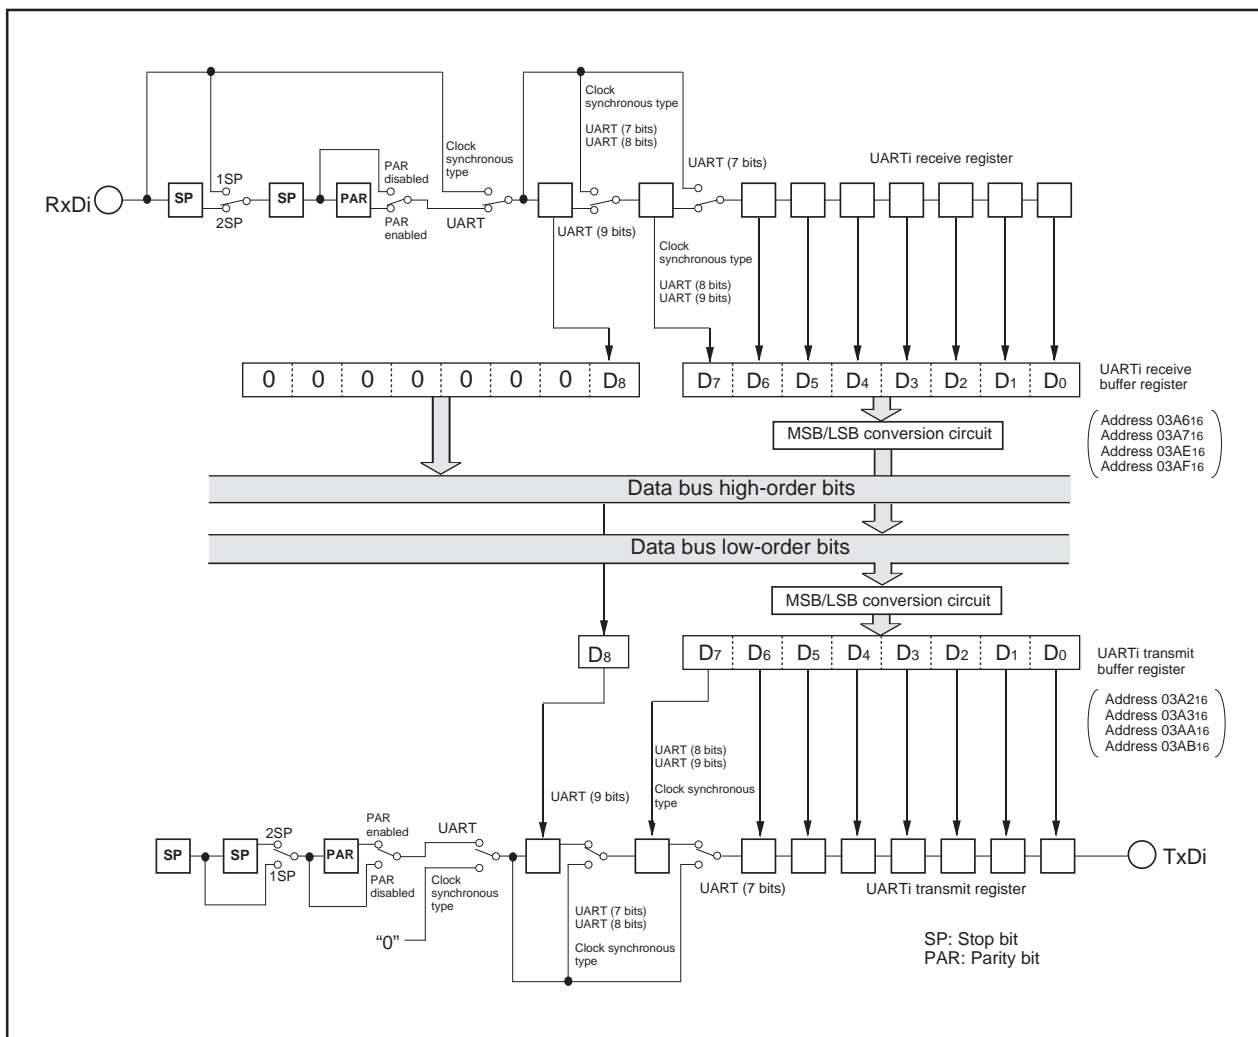 Clock
synchronous type
UART (7 bits)
UART (8 bits)
Clock
synchronous
type
PAR
disabled
UART (7 bits)
UARTi receive register
1SP
RxDi
SP
SP
PAR
2SP
PAR
enabled
UART
UART (9 bits)
Clock
synchronous type
UART (8 bits)
UART (9 bits)
0 0 0 0 0 0 0 D8
D7 D6 D5 D4 D3 D2 D1 D0
UARTi receive
buffer register
MSB/LSB conversion circuit
Address 03A616
Address 03A716
Address 03AE16
Address 03AF16
Data bus high-order bits
Data bus low-order bits
MSB/LSB conversion circuit
D8
D7 D6 D5 D4 D3 D2 D1 D0
UARTi transmit
buffer register
Address 03A216
Address 03A316
Address 03AA16
Address 03AB16
UART (8 bits)
UART (9 bits)
Clock synchronous
type
UART (9 bits)
PAR
enabled
UART
2SP
SP
SP
PAR
1SP
PAR
disabled
Clock
synchronous
type
UART (7 bits)
UARTi transmit register
TxDi
UART (7 bits)
UART (8 bits)
Clock synchronous
type
“0”
SP: Stop bit
PAR: Parity bit